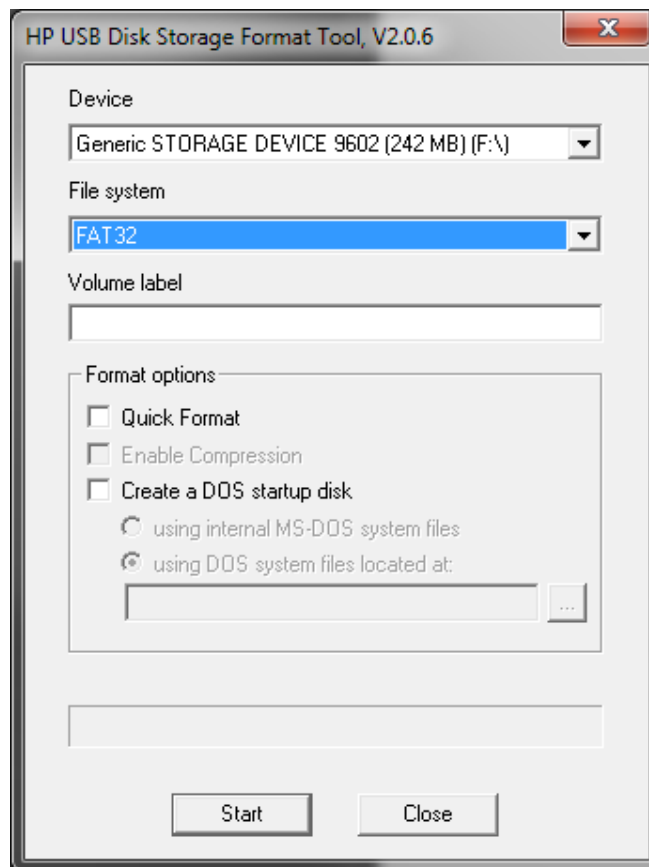 HP USB Disk Storage Format Tool, V2.0.6
Device
Generic STORAGE DEVICE 9602 (242 MB) (F:\)
File system
FAT32
Volume label
Format options
Quick Format
Enable Compression
Create a DOS startup disk
using internal MS-DOS system files
using DOS system files located at:
...
Start Close